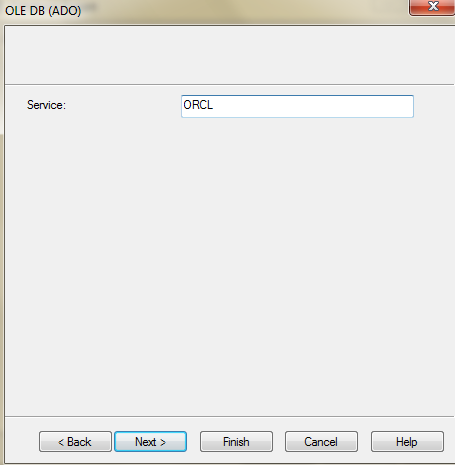 OLE DB (ADO)
Service: ORCL
< Back Next > Finish Cancel Help